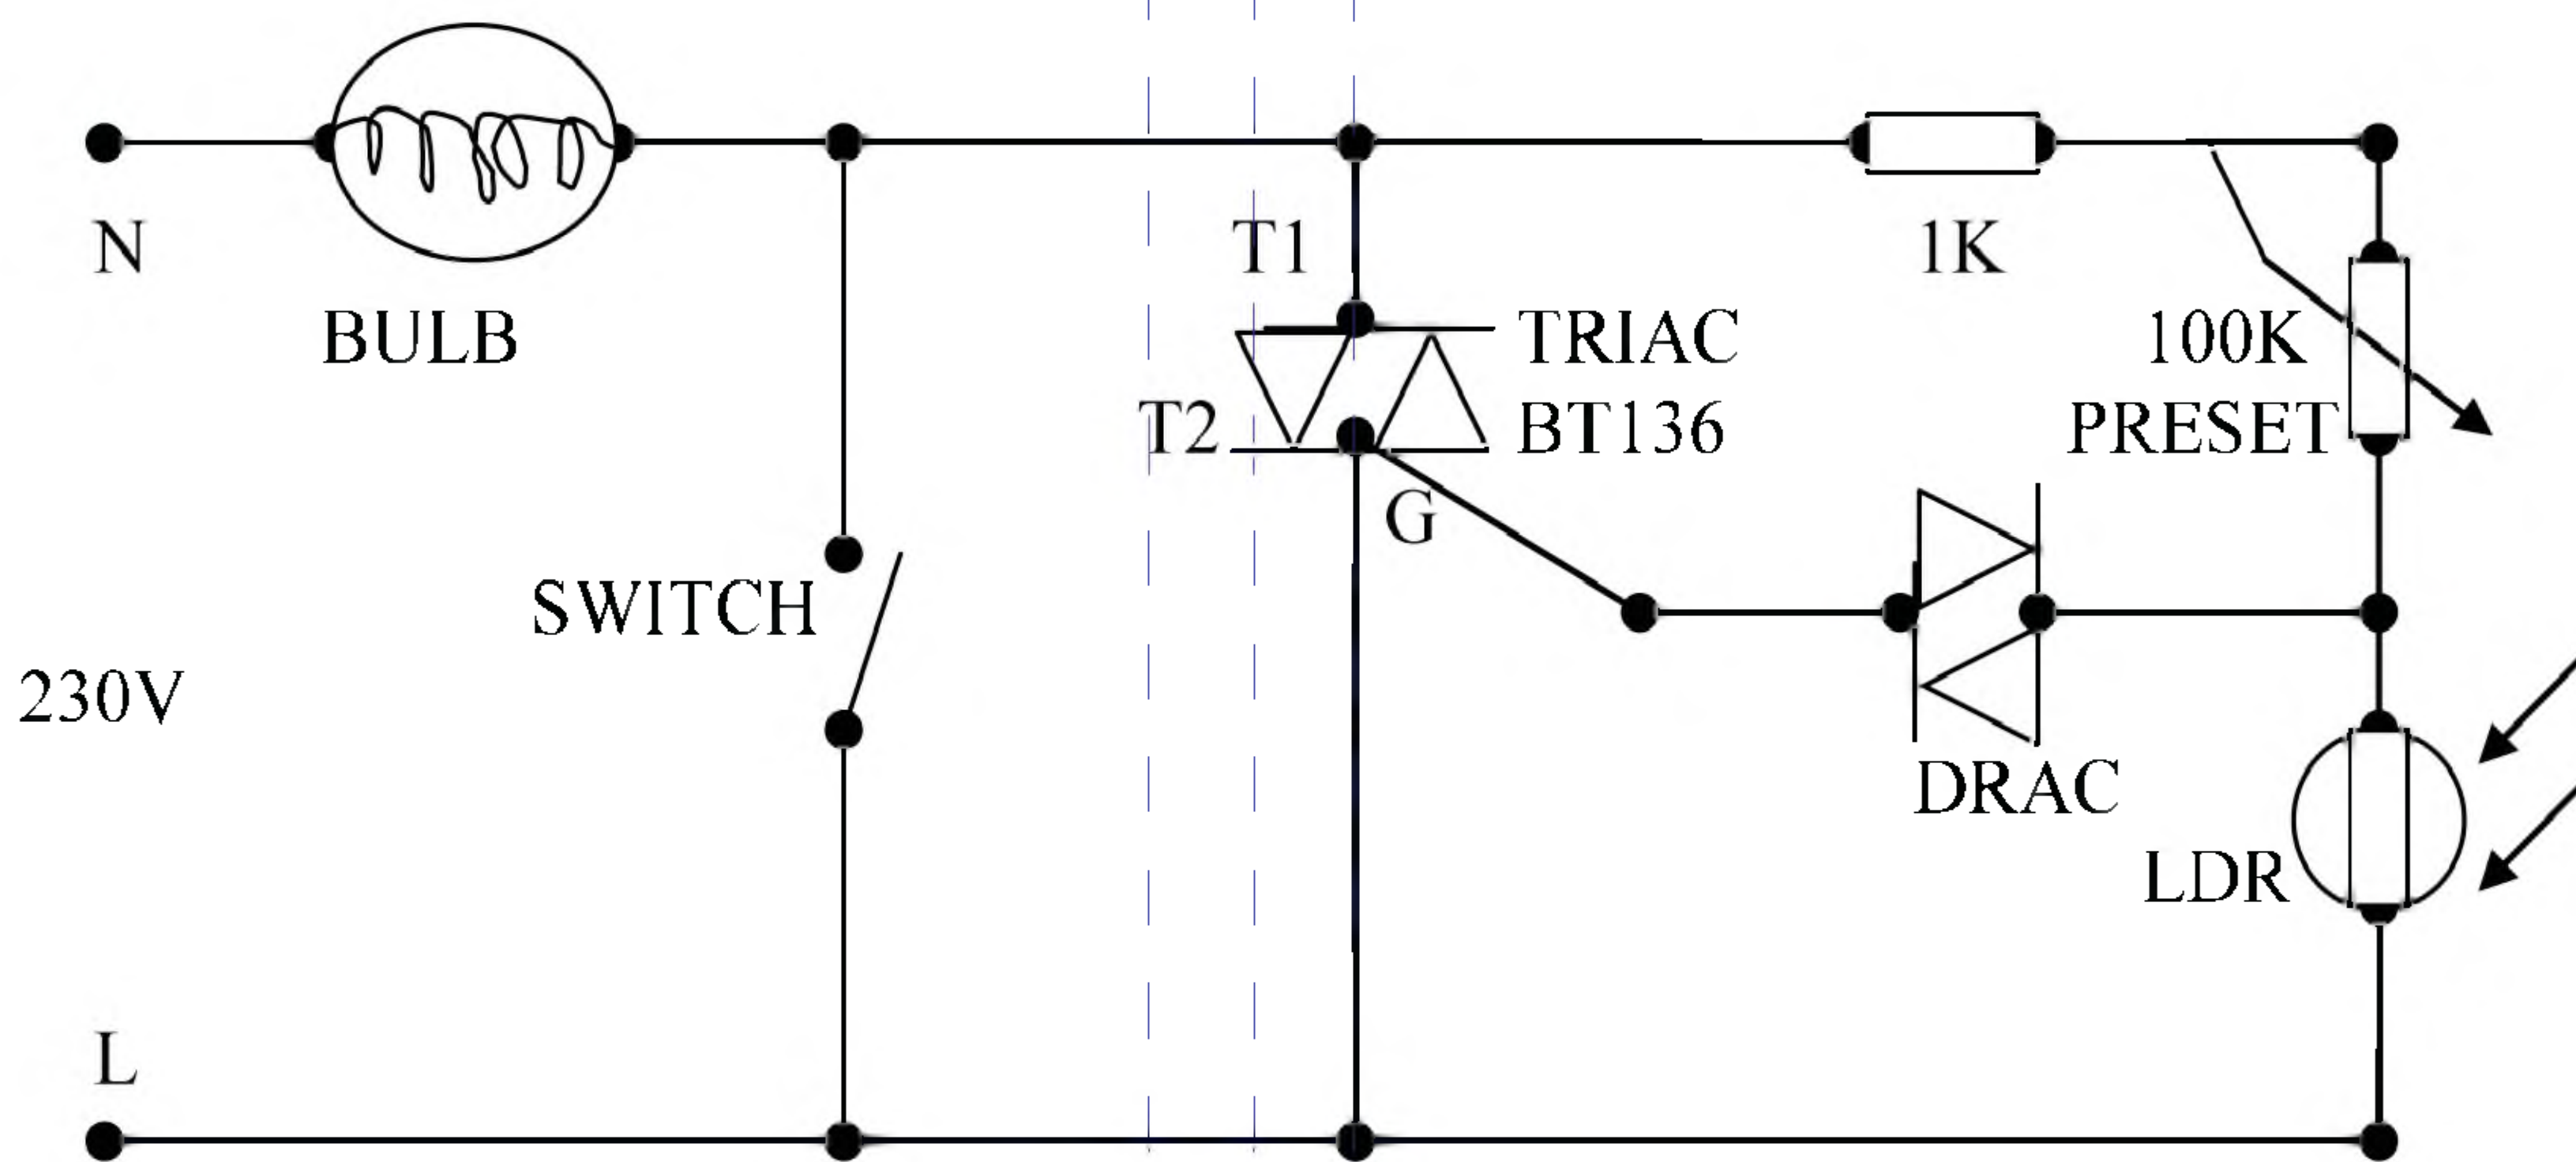 N
BULB
T1
1K
TRIAC
BT136
T2
100K
PRESET
G
SWITCH
230V
DRAC
LDR
L